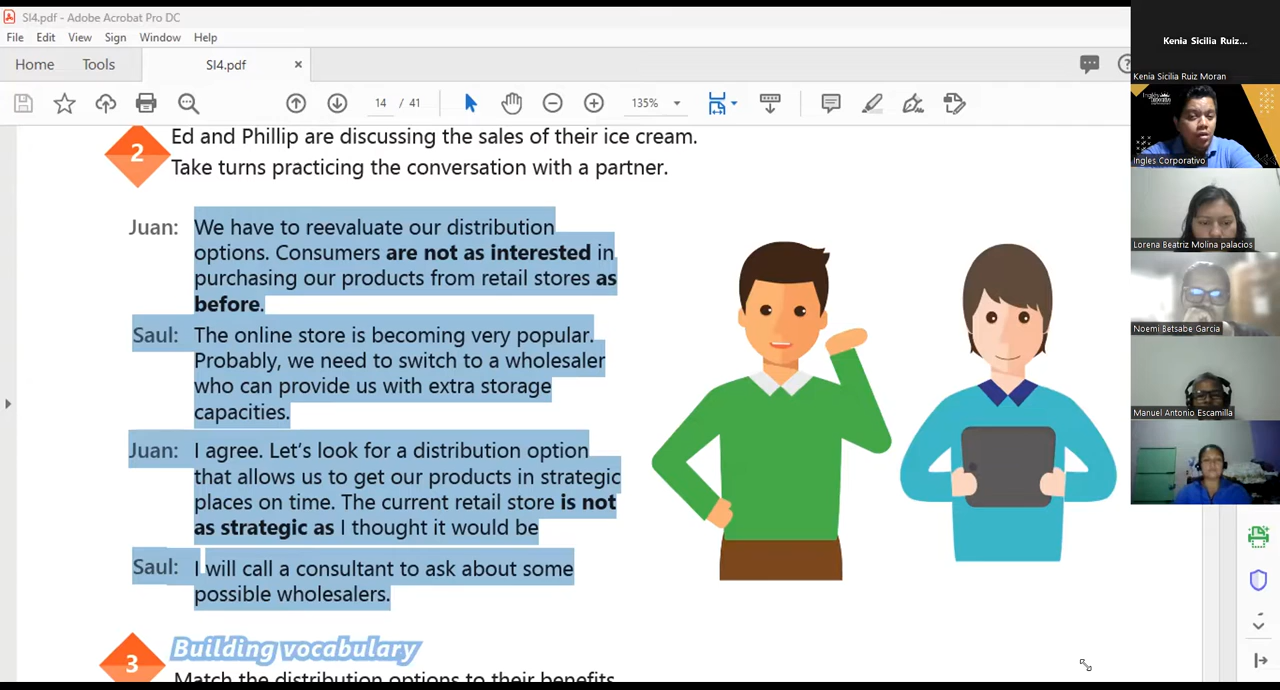 SI4.pdf - Adobe Acrobat Pro DC
File Edit View Sign Window Help
Home Tools SI4.pdf
14 / 41 135%
2 Ed and Phillip are discussing the sales of their ice cream.
Take turns practicing the conversation with a partner.
Juan: We have to reevaluate our distribution
options. Consumers are not as interested in
purchasing our products from retail stores as
before.
Saul: The online store is becoming very popular.
Probably, we need to switch to a wholesaler
who can provide us with extra storage
capacities.
Juan: I agree. Let's look for a distribution option
that allows us to get our products in strategic
places on time. The current retail store is not
as strategic as I thought it would be
Saul: I will call a consultant to ask about some
possible wholesalers.
3 Building vocabulary
Match the distribution options to their benefits
Kenia Sicilia Ruiz...
Kenia Sicilia Ruiz Moran
Ingles Corporativo
Lorena Beatriz Molina palacios
Noemi Betsabe Garcia
Manuel Antonio Escamilla